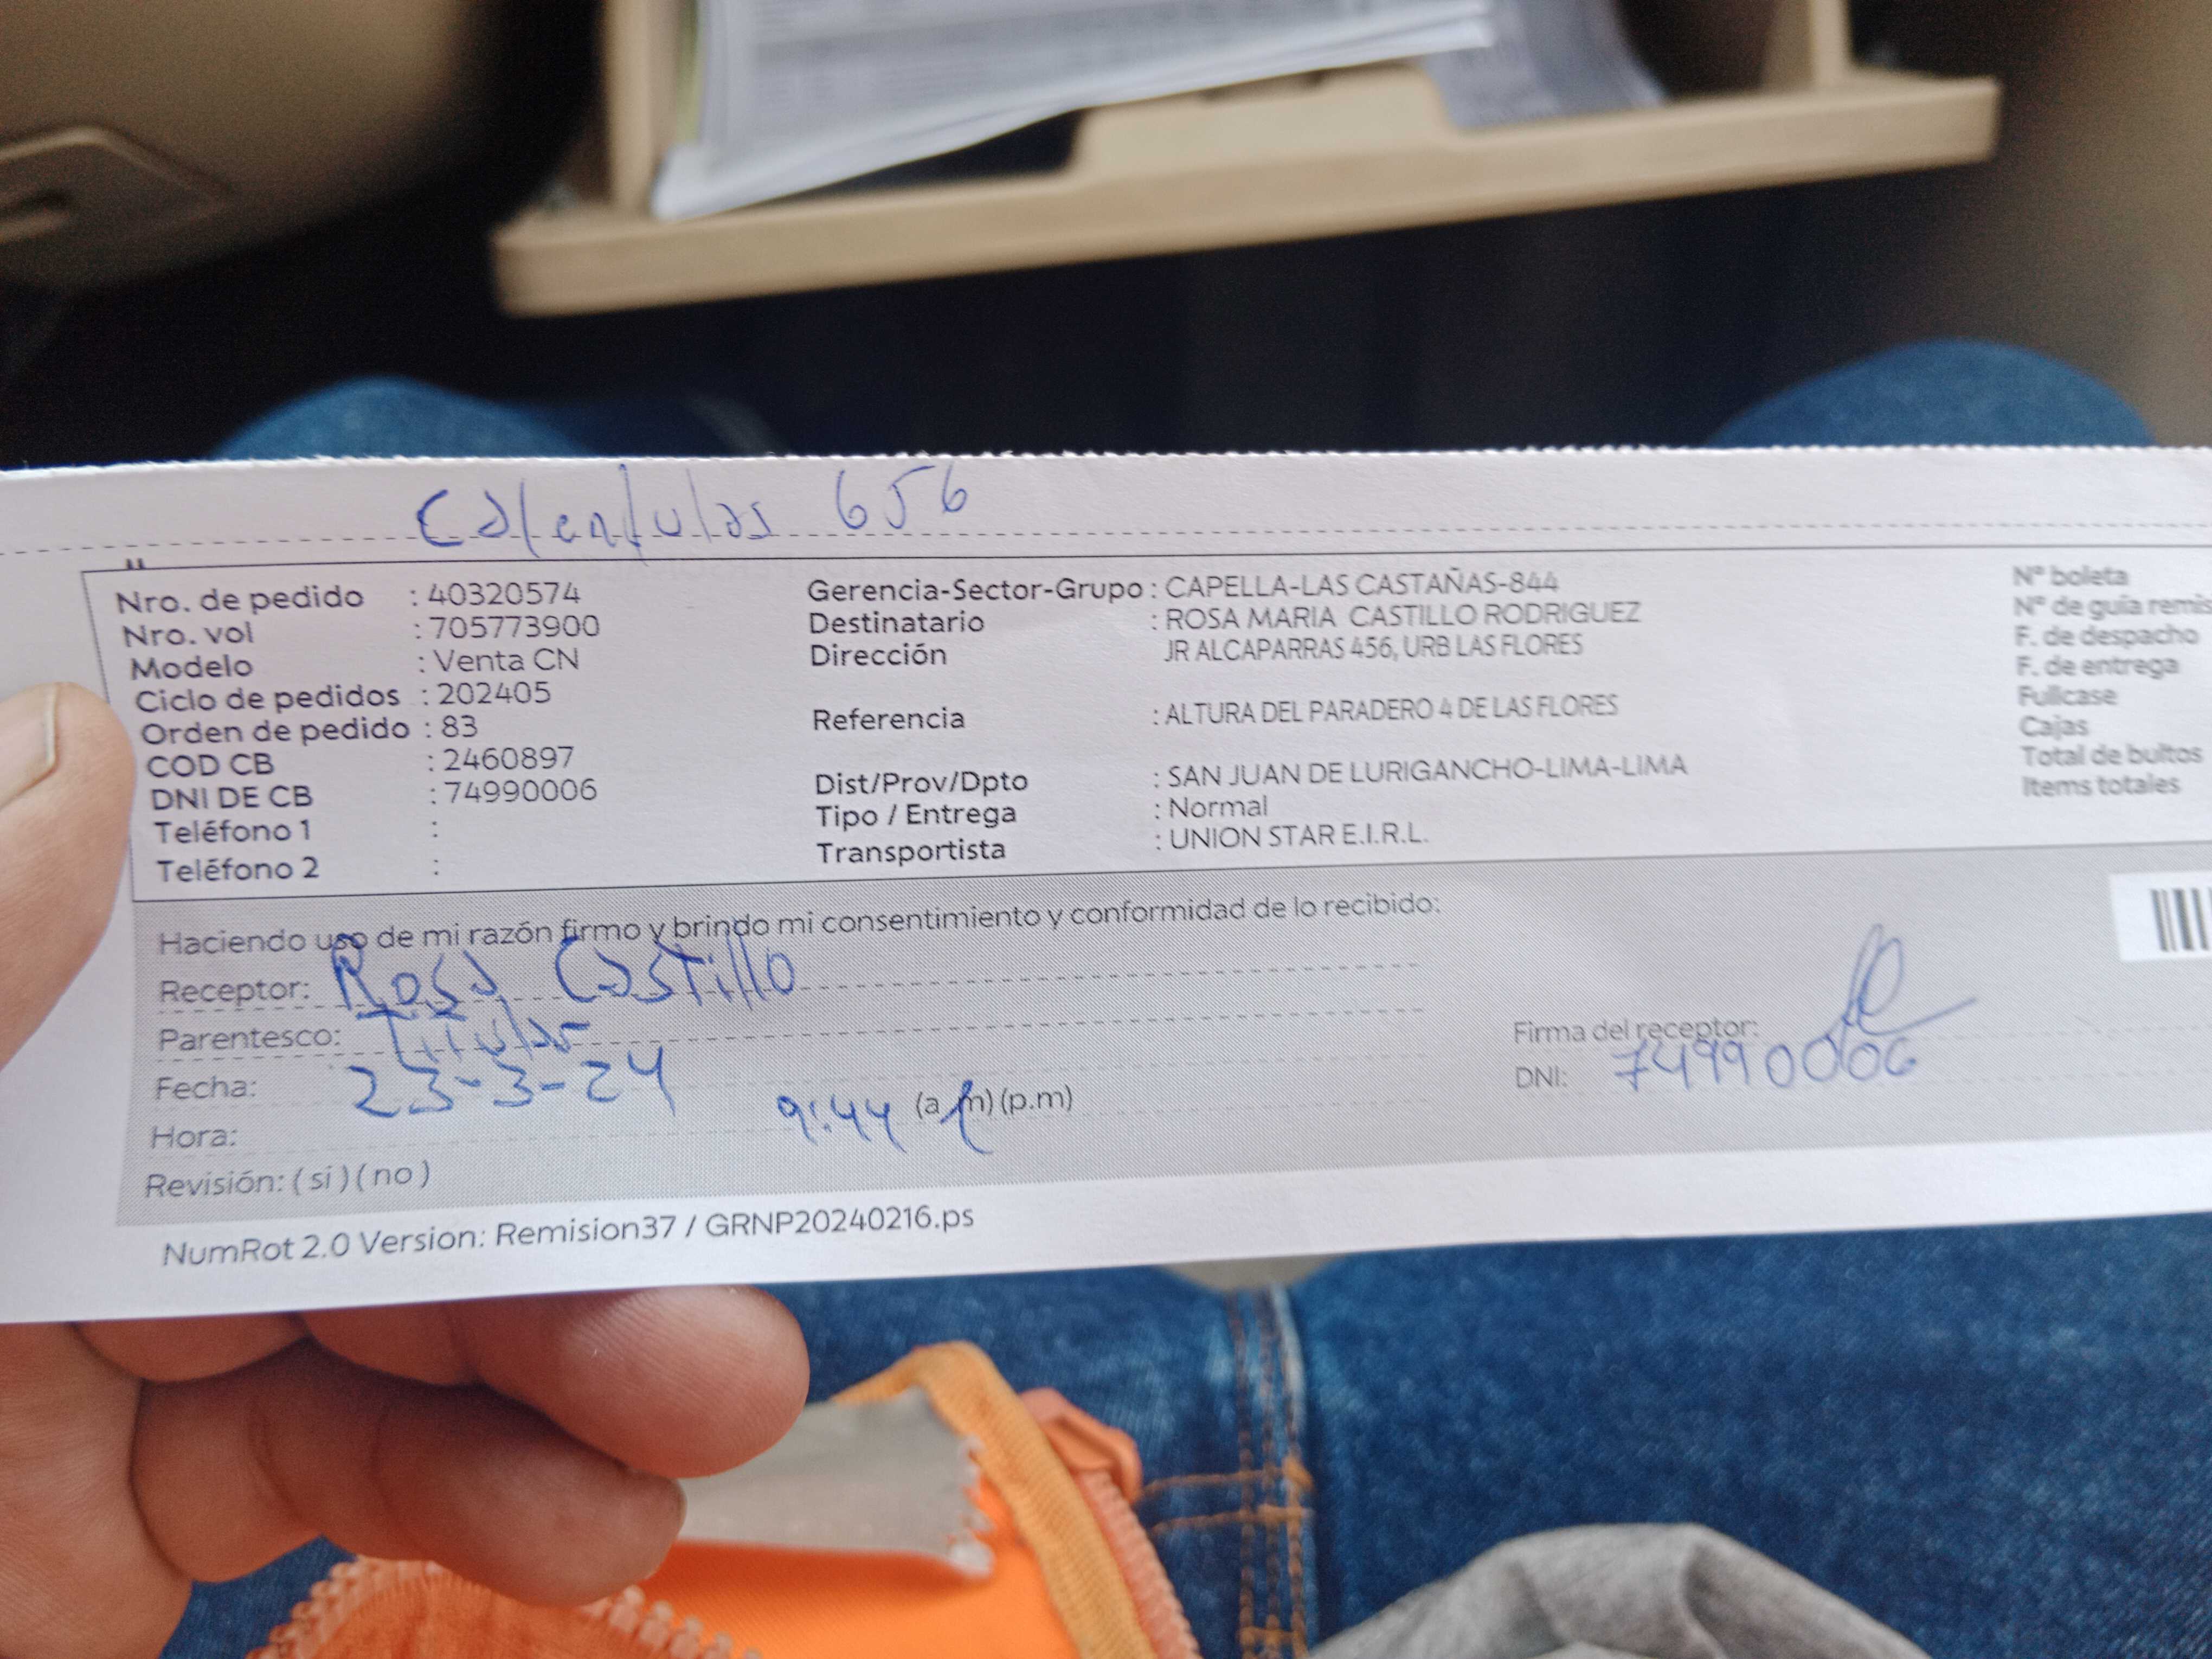 Caléndulas 656
Nro. de pedido : 40320574
Nro. vol : 705773900
Modelo : Venta CN
Ciclo de pedidos : 202405
Orden de pedido : 83
COD CB : 2460897
DNI DE CB : 74990006
Teléfono 1 :
Teléfono 2 :
Gerencia-Sector-Grupo : CAPELLA-LAS CASTAÑAS-844
Destinatario : ROSA MARIA CASTILLO RODRIGUEZ
Dirección JR ALCAPARRAS 456, URB LAS FLORES
Referencia : ALTURA DEL PARADERO 4 DE LAS FLORES
Dist/Prov/Dpto : SAN JUAN DE LURIGANCHO-LIMA-LIMA
Tipo / Entrega : Normal
Transportista : UNION STAR E.I.R.L.
N° boleta
N° de guía remis
F. de despacho
F. de entrega
Fullcase
Cajas
Total de bultos
Items totales
Haciendo uso de mi razón firmo y brindo mi consentimiento y conformidad de lo recibido:
Receptor: Rosa Castillo
Parentesco: Titular
Fecha: 23-3-24
Hora: 9:44 (a.m) (p.m)
Revisión: ( si ) ( no )
Firma del receptor:
DNI: 74990006
NumRot 2.0 Version: Remision37 / GRNP20240216.ps